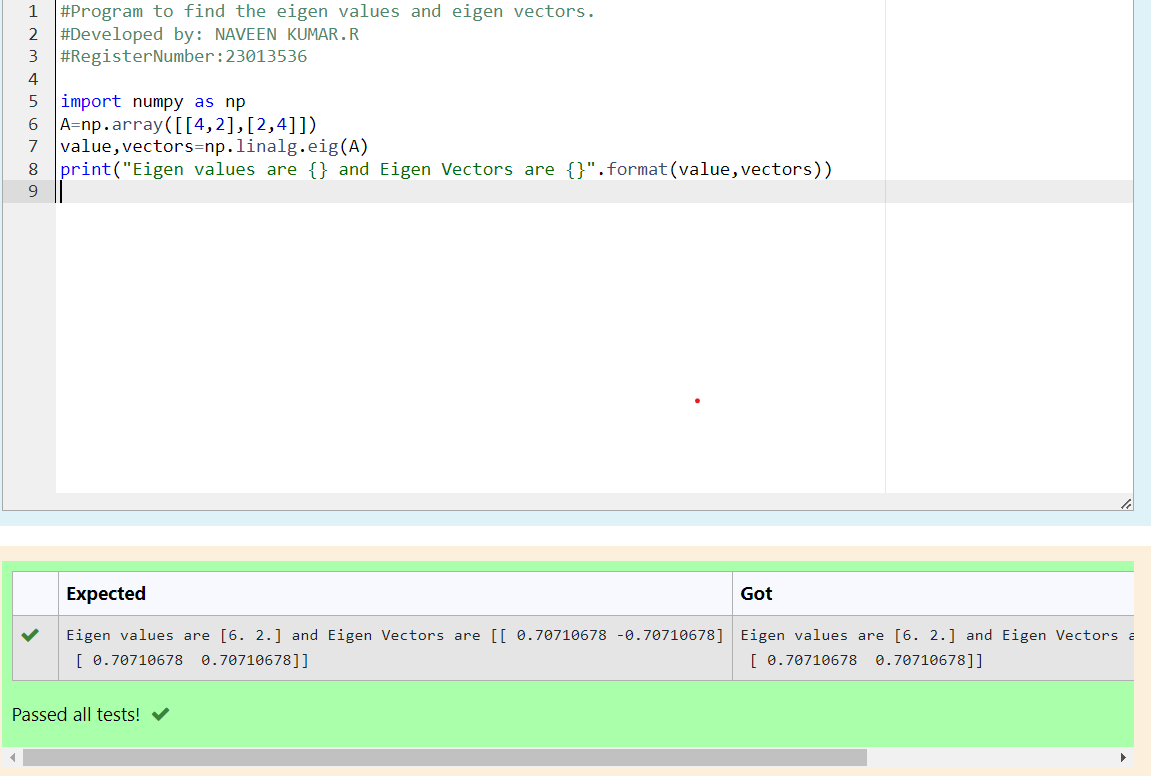 1 #Program to find the eigen values and eigen vectors.
2 #Developed by: NAVEEN KUMAR.R
3 #RegisterNumber:23013536
4
5 import numpy as np
6 A=np.array([[4,2],[2,4]])
7 value,vectors=np.linalg.eig(A)
8 print("Eigen values are {} and Eigen Vectors are {}".format(value,vectors))
9
Expected Got
Eigen values are [6. 2.] and Eigen Vectors are [[ 0.70710678 -0.70710678] Eigen values are [6. 2.] and Eigen Vectors
[ 0.70710678 0.70710678]] [ 0.70710678 0.70710678]]
Passed all tests!